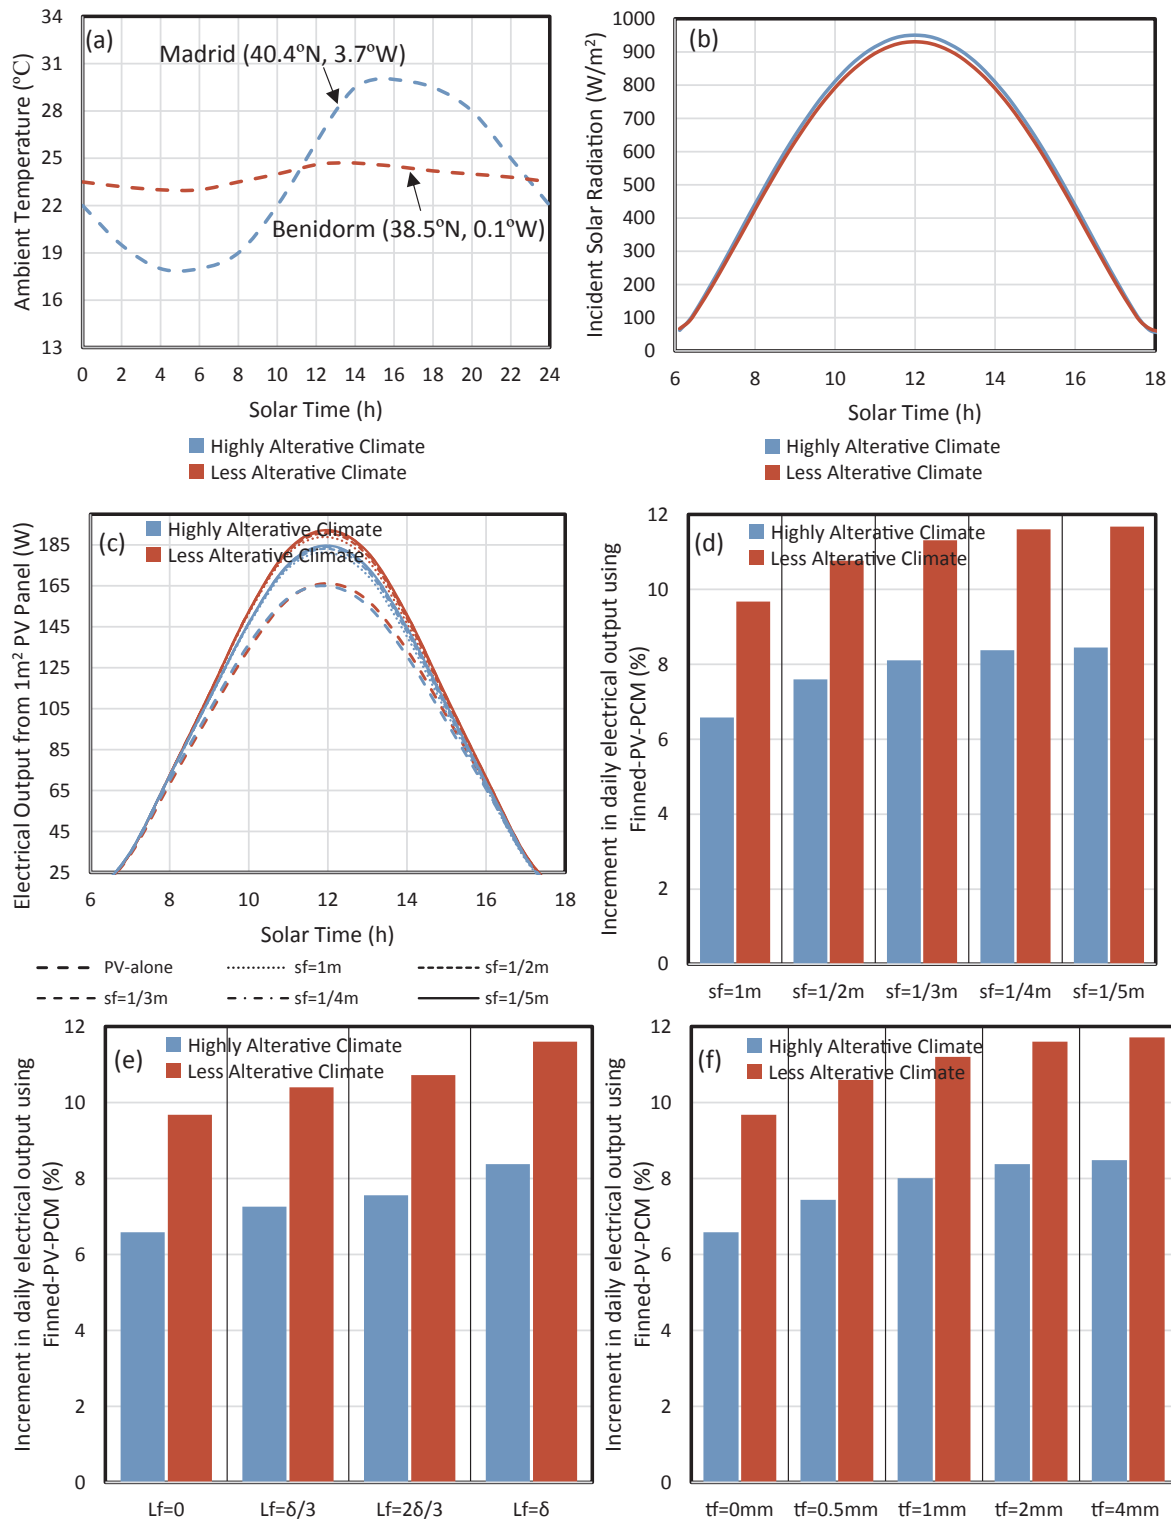 (a)
Madrid (40.4°N, 3.7°W)
Benidorm (38.5°N, 0.1°W)
Ambient Temperature (°C)
34
31
28
25
22
19
16
13
0 2 4 6 8 10 12 14 16 18 20 22 24
Solar Time (h)
Highly Alterative Climate
Less Alterative Climate
(b)
Incident Solar Radiation (W/m²)
1000
900
800
700
600
500
400
300
200
100
0
6 8 10 12 14 16 18
Solar Time (h)
Highly Alterative Climate
Less Alterative Climate
(c)
Highly Alterative Climate
Less Alterative Climate
Electrical Output from 1m² PV Panel (W)
185
165
145
125
105
85
65
45
25
6 8 10 12 14 16 18
Solar Time (h)
PV-alone sf=1m sf=1/2m
sf=1/3m sf=1/4m sf=1/5m
(d)
Highly Alterative Climate
Less Alterative Climate
Increment in daily electrical output using
Finned-PV-PCM (%)
12
10
8
6
4
2
0
sf=1m sf=1/2m sf=1/3m sf=1/4m sf=1/5m
(e)
Highly Alterative Climate
Less Alterative Climate
Increment in daily electrical output using
Finned-PV-PCM (%)
12
10
8
6
4
2
0
Lf=0 Lf=δ/3 Lf=2δ/3 Lf=δ
(f)
Highly Alterative Climate
Less Alterative Climate
Increment in daily electrical output using
Finned-PV-PCM (%)
12
10
8
6
4
2
0
tf=0mm tf=0.5mm tf=1mm tf=2mm tf=4mm